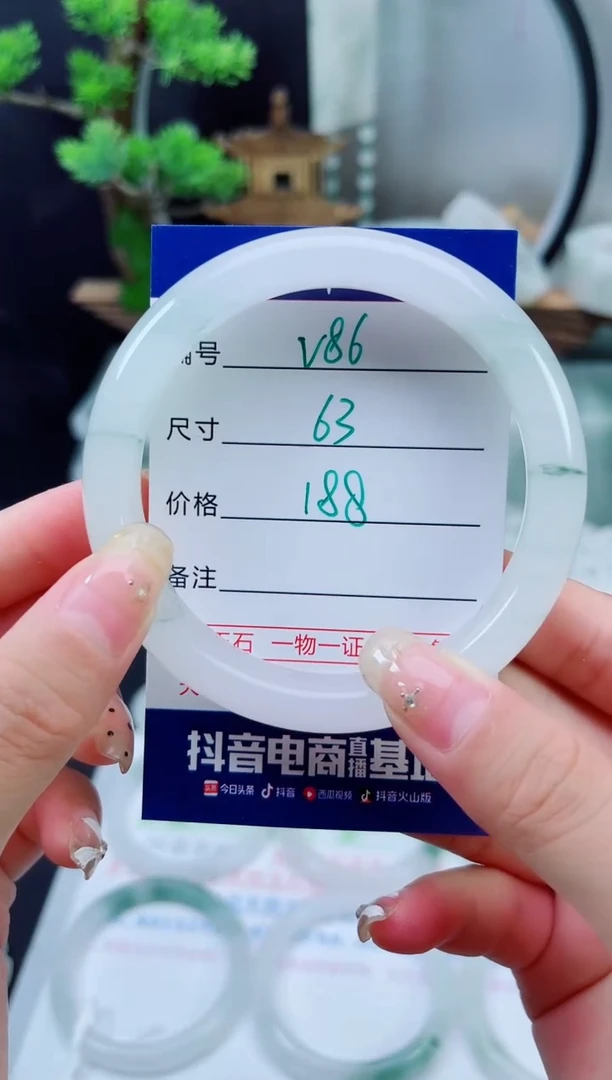 编号 V86
尺寸 63
价格 188
备注
石 一物一证
抖音电商直播基地
今日头条 抖音 西瓜视频 抖音火山版